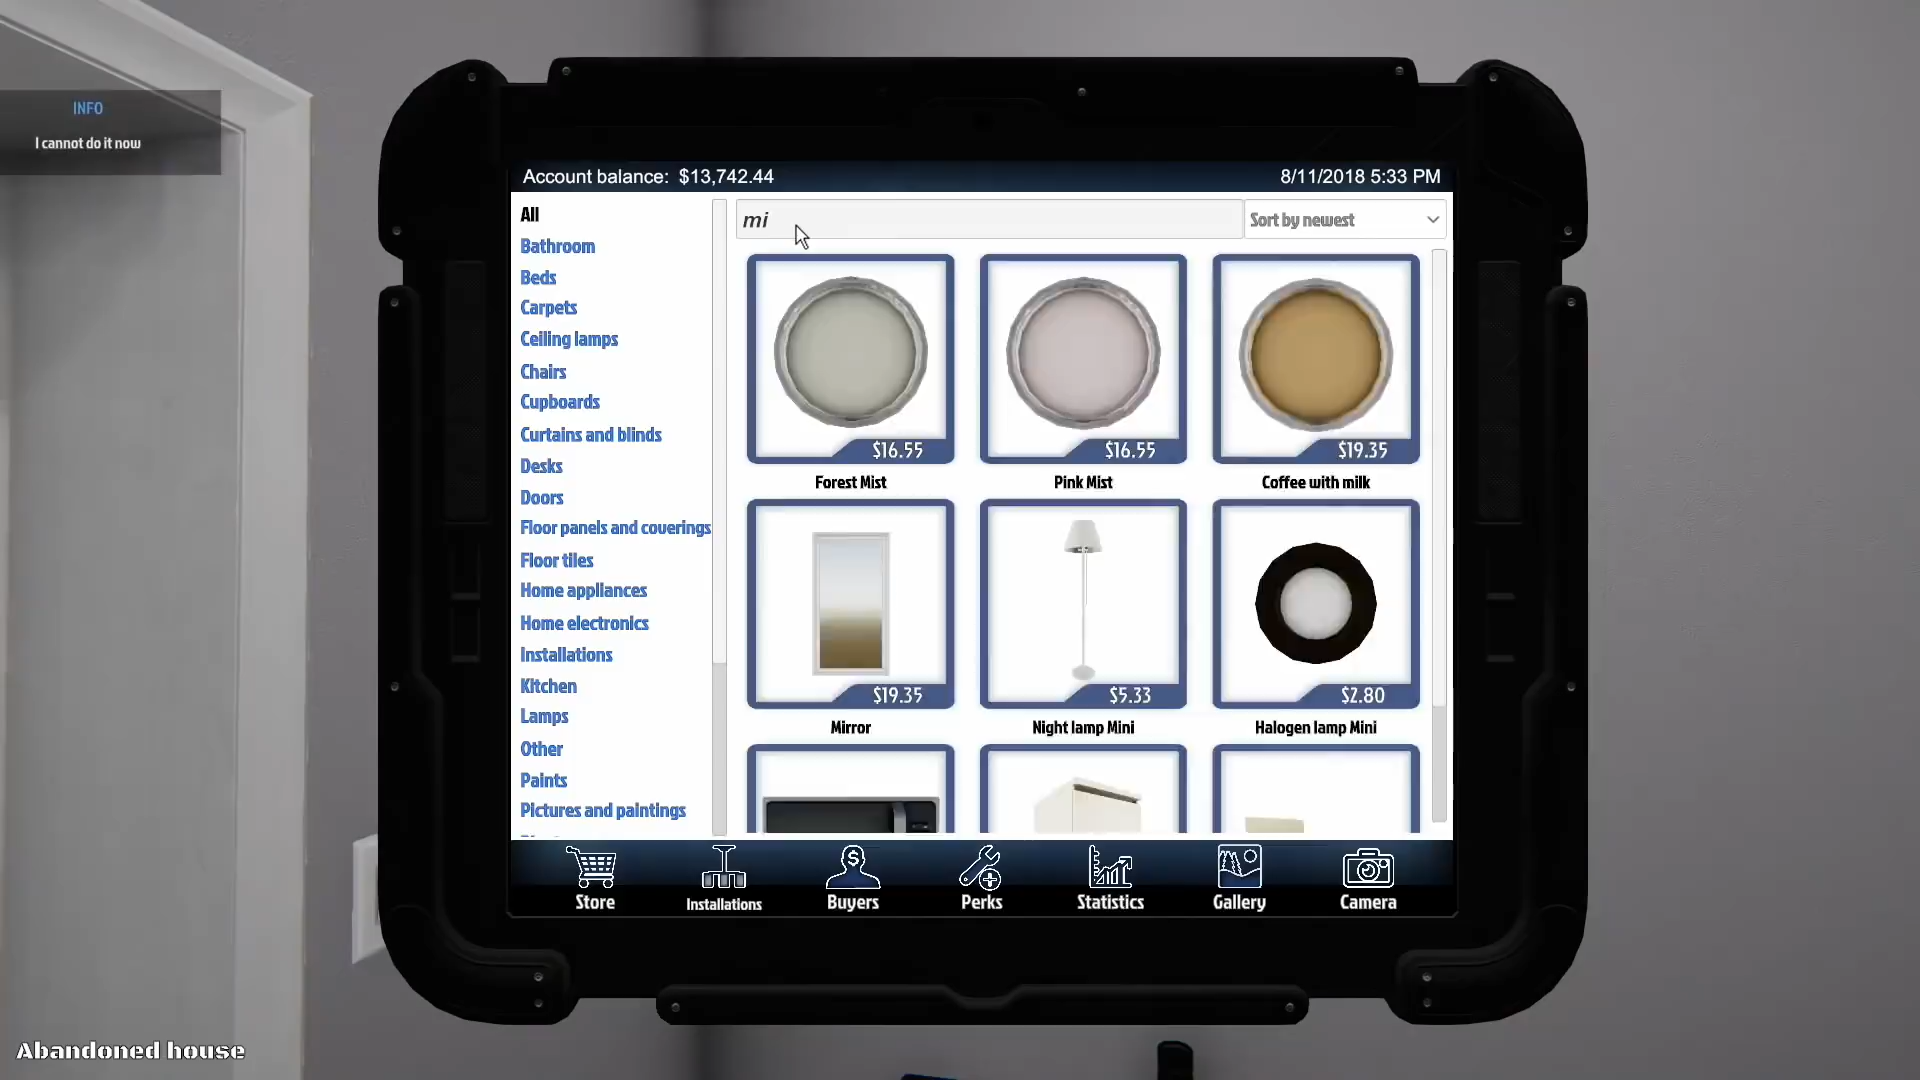 INFO
I cannot do it now
Account balance: $13,742.44
8/11/2018 5:33 PM
All
Bathroom
Beds
Carpets
Ceiling lamps
Chairs
Cupboards
Curtains and blinds
Desks
Doors
Floor panels and coverings
Floor tiles
Home appliances
Home electronics
Installations
Kitchen
Lamps
Other
Paints
Pictures and paintings
mi
Sort by newest
$16.55
$16.55
$19.35
Forest Mist
Pink Mist
Coffee with milk
$19.35
$5.33
$2.80
Mirror
Night lamp Mini
Halogen lamp Mini
Store
Installations
Buyers
Perks
Statistics
Gallery
Camera
Abandoned house